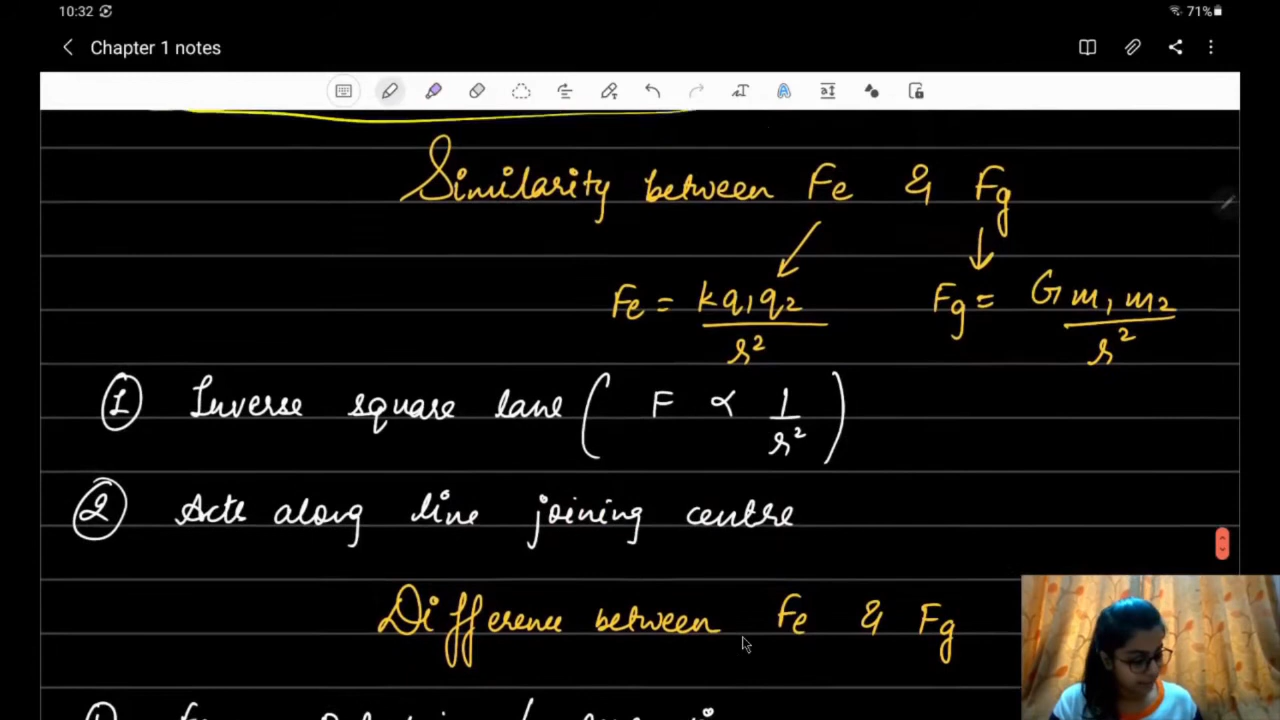 10:32
71%
Chapter 1 notes
Similarity between Fe & Fg
Fe = kq1q2/r² Fg = Gm1m2/r²
① Inverse square lane ( F ∝ 1/r² )
② Acts along line joining centre
Difference between Fe & Fg